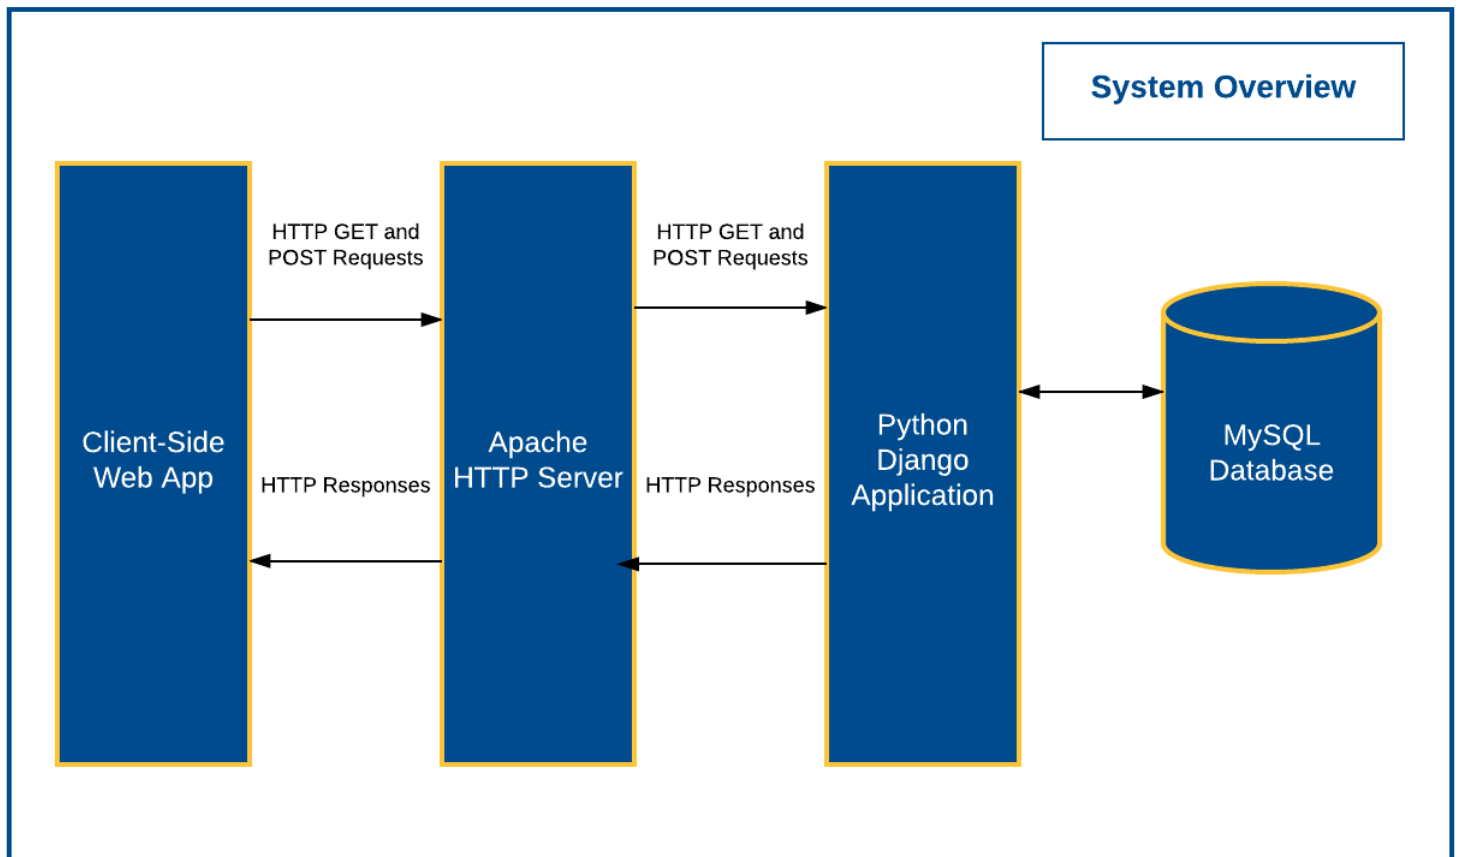 System Overview
HTTP GET and
POST Requests
HTTP GET and
POST Requests
Client-Side
Web App
HTTP Responses
Apache
HTTP Server
HTTP Responses
Python
Django
Application
MySQL
Database